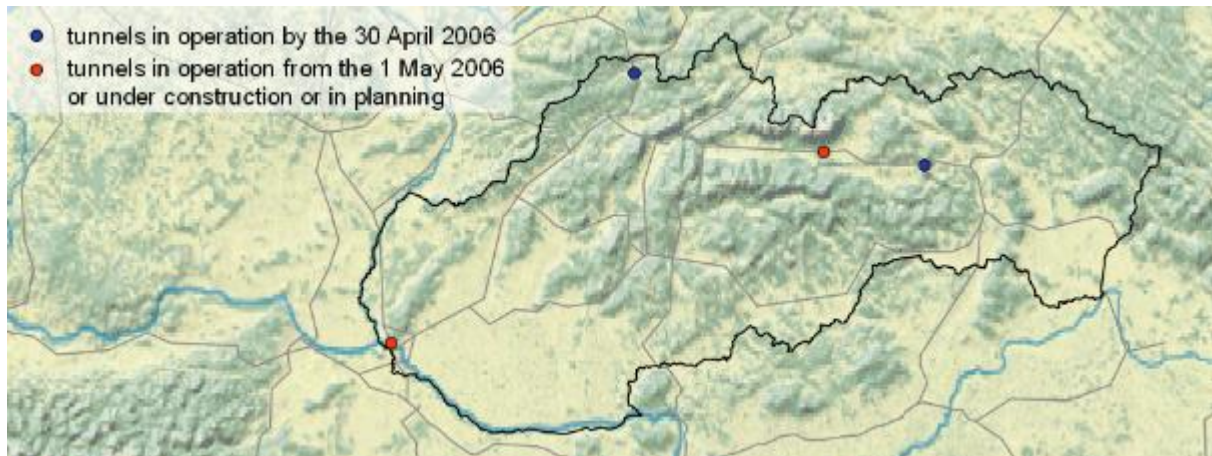 tunnels in operation by the 30 April 2006
tunnels in operation from the 1 May 2006
or under construction or in planning